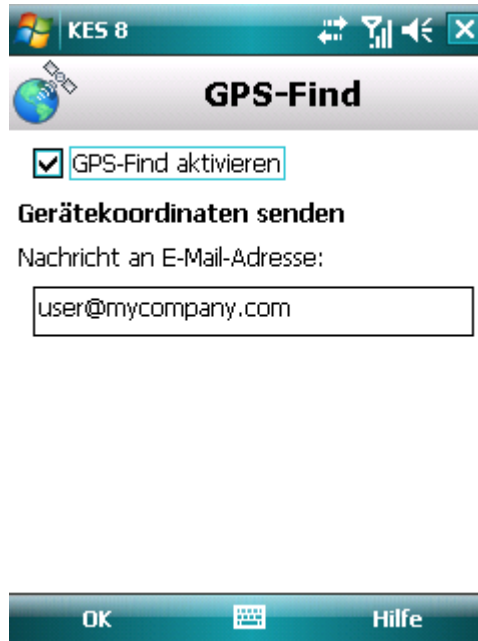 KES 8
GPS-Find
GPS-Find aktivieren
Gerätekoordinaten senden
Nachricht an E-Mail-Adresse:
user@mycompany.com
OK
Hilfe